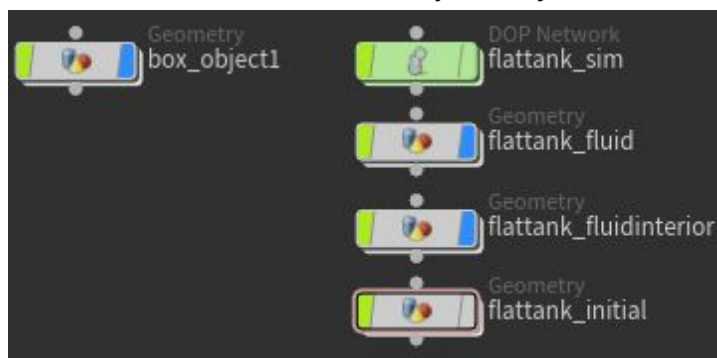 Geometry
box_object1
DOP Network
flattank_sim
Geometry
flattank_fluid
Geometry
flattank_fluidinterior
Geometry
flattank_initial